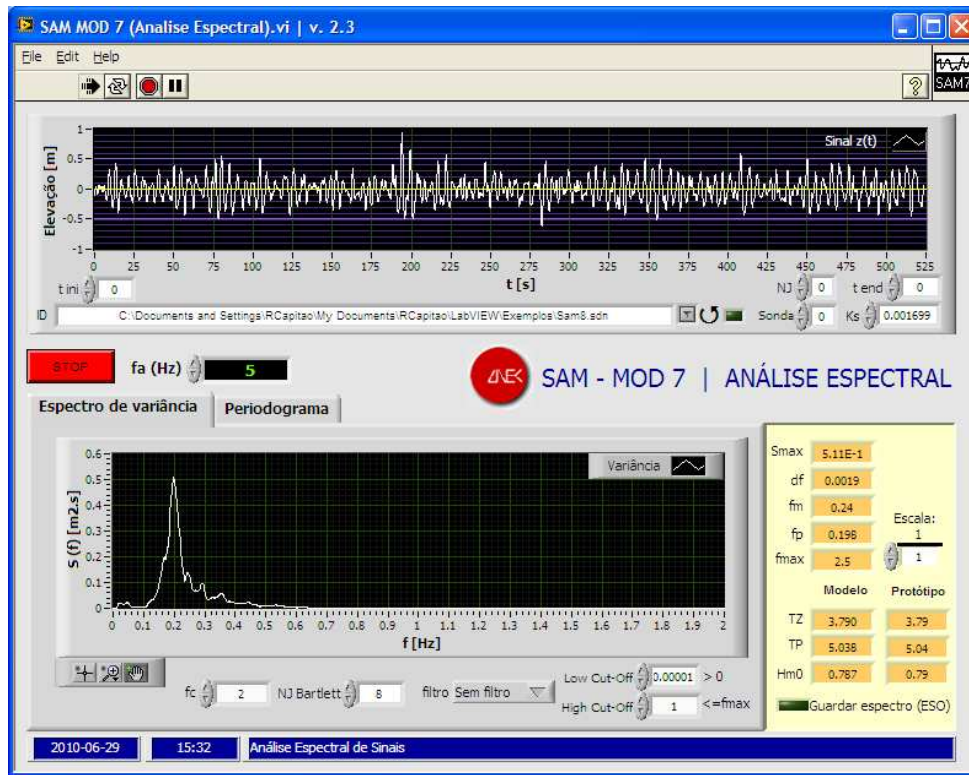 SAM MOD 7 (Analise Espectral).vi | v. 2.3
File Edit Help
SAM7
Sinal z(t)
Elevação [m]
1
0.5
0
-0.5
-1
0 25 50 75 100 125 150 175 200 225 250 275 300 325 350 375 400 425 450 475 500 525
t [s]
t ini 0
NJ 0 t end 0
ID C:\Documents and Settings\RCapitao\My Documents\RCapitao\LabVIEW\Exemplos\Sam8.sdn Sonda 0 Ks 0.001699
STOP fa (Hz) 5
LNEC SAM - MOD 7 | ANÁLISE ESPECTRAL
Espectro de variância Periodograma
Variância
S (f) [m2.s]
0.6
0.5
0.4
0.3
0.2
0.1
0
0 0.1 0.2 0.3 0.4 0.5 0.6 0.7 0.8 0.9 1 1.1 1.2 1.3 1.4 1.5 1.6 1.7 1.8 1.9 2
f [Hz]
fc 2 NJ Bartlett 8 filtro Sem filtro
Low Cut-Off 0.00001 > 0
High Cut-Off 1 <=fmax
Smax 5.11E-1
df 0.0019
fm 0.24
fp 0.198
fmax 2.5
Escala:
1
1
Modelo Protótipo
TZ 3.790 3.79
TP 5.038 5.04
Hm0 0.787 0.79
Guardar espectro (ESO)
2010-06-29 15:32 Análise Espectral de Sinais